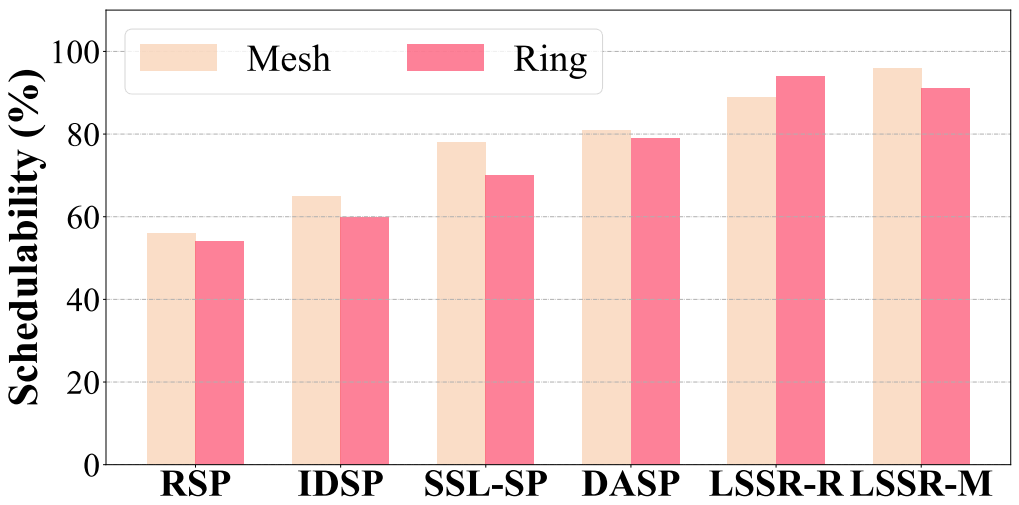 Schedulability (%)
100
80
60
40
20
0
Mesh Ring
RSP IDSP SSL-SP DASP LSSR-R LSSR-M